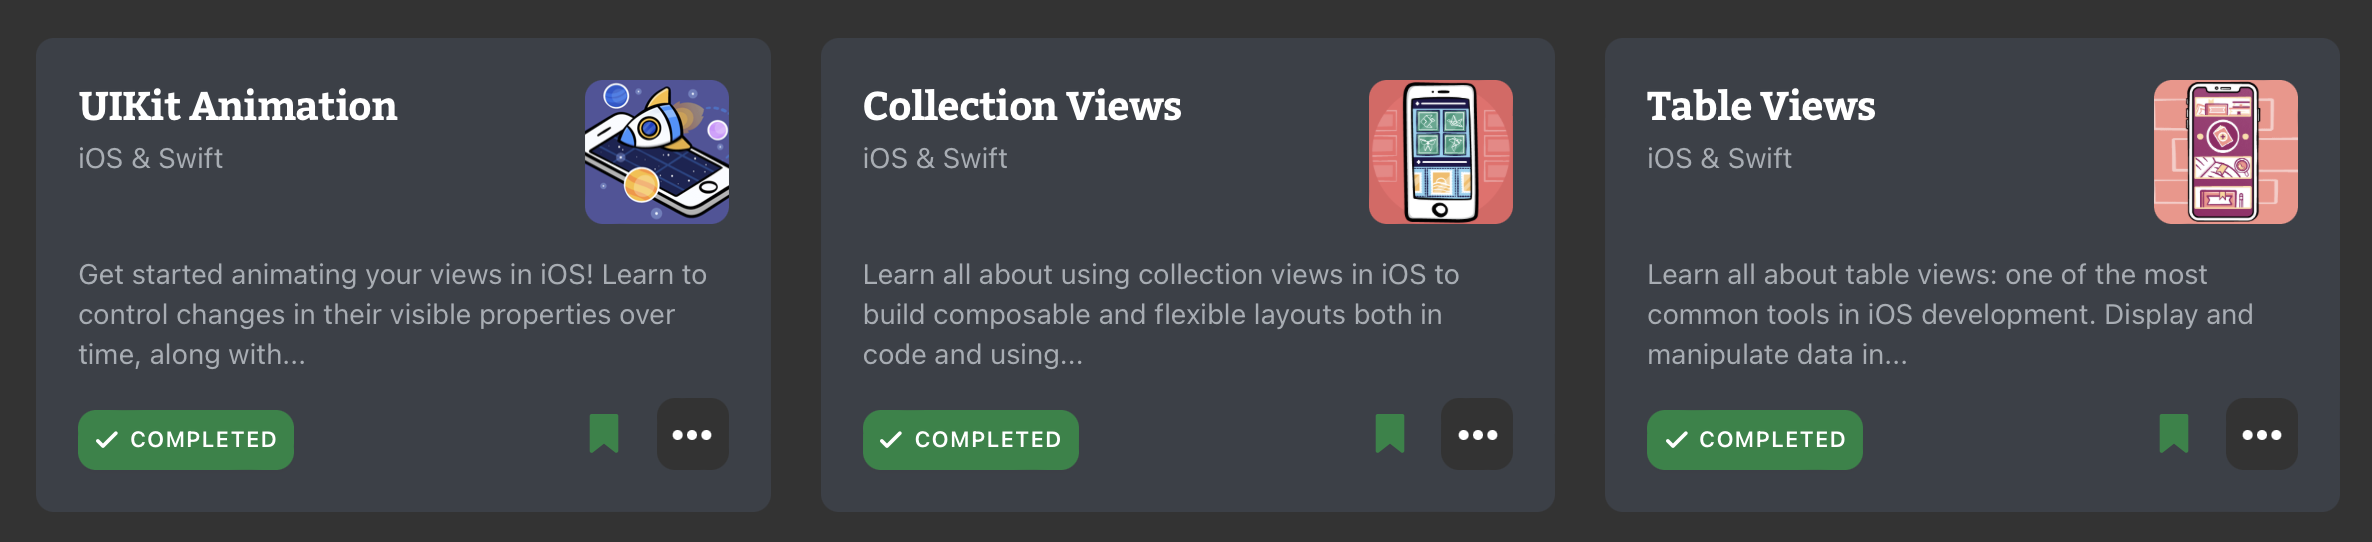 UIKit Animation
iOS & Swift
Get started animating your views in iOS! Learn to
control changes in their visible properties over
time, along with...
COMPLETED
Collection Views
iOS & Swift
Learn all about using collection views in iOS to
build composable and flexible layouts both in
code and using...
COMPLETED
Table Views
iOS & Swift
Learn all about table views: one of the most
common tools in iOS development. Display and
manipulate data in...
COMPLETED